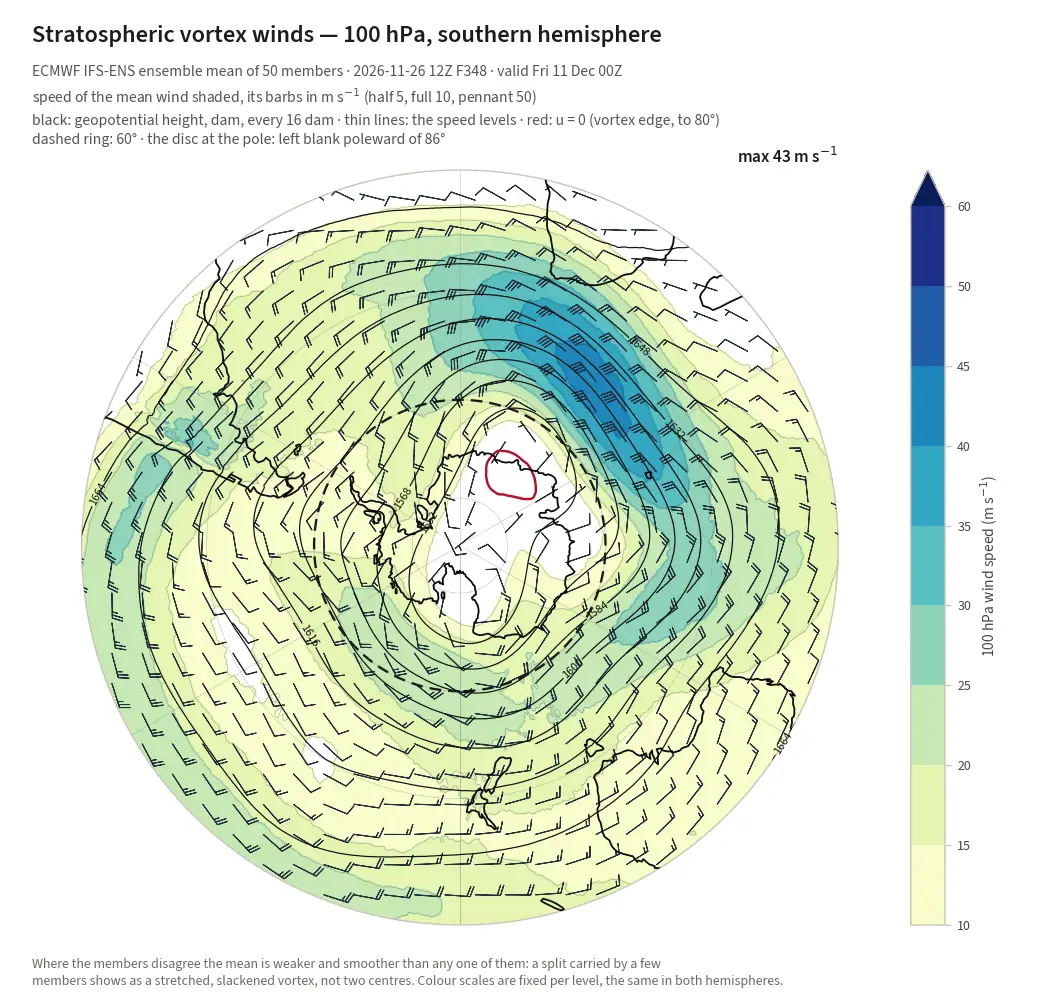 Stratospheric vortex winds — 100 hPa, southern hemisphere
ECMWF IFS-ENS ensemble mean of 50 members · 2026-11-26 12Z F348 · valid Fri 11 Dec 00Z
speed of the mean wind shaded, its barbs in m s⁻¹ (half 5, full 10, pennant 50)
black: geopotential height, dam, every 16 dam · thin lines: the speed levels · red: u = 0 (vortex edge, to 80°)
dashed ring: 60° · the disc at the pole: left blank poleward of 86°
max 43 m s⁻¹
60
50
45
40
35
30
25
20
15
10
100 hPa wind speed (m s⁻¹)
1648
1632
1664
1568
1584
1616
1664
Where the members disagree the mean is weaker and smoother than any one of them: a split carried by a few
members shows as a stretched, slackened vortex, not two centres. Colour scales are fixed per level, the same in both hemispheres.